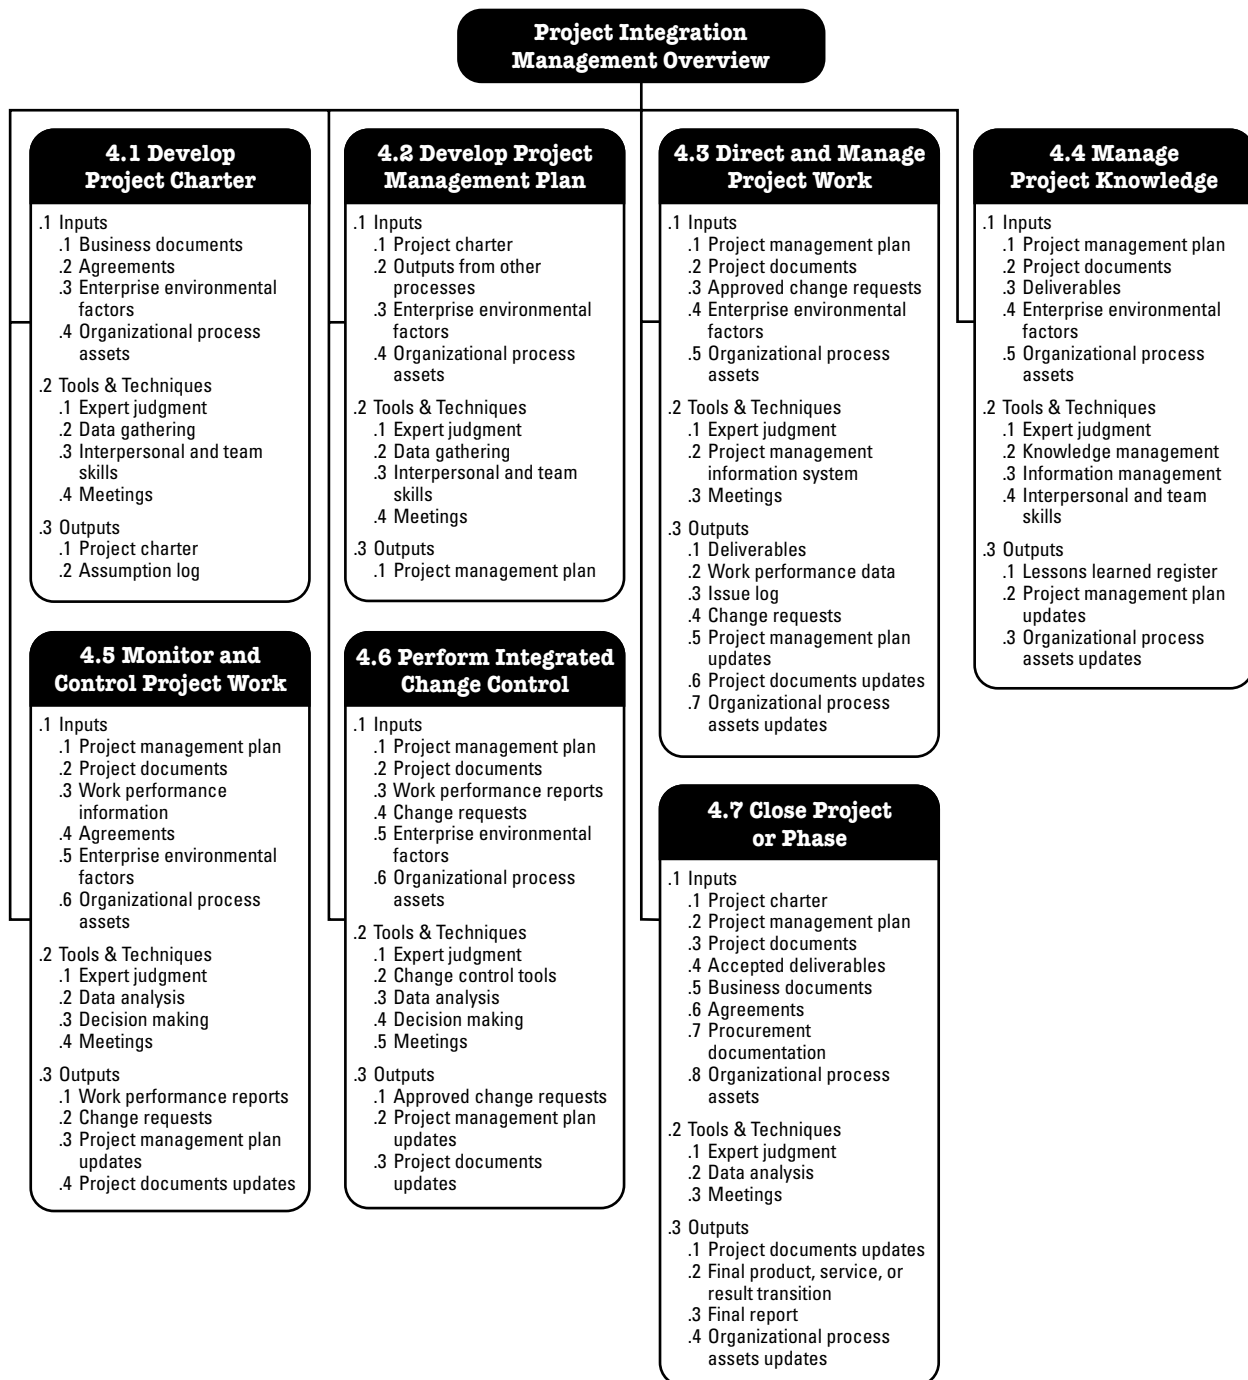 Project Integration
Management Overview
4.1 Develop
Project Charter
.1 Inputs
.1 Business documents
.2 Agreements
.3 Enterprise environmental
factors
.4 Organizational process
assets
.2 Tools & Techniques
.1 Expert judgment
.2 Data gathering
.3 Interpersonal and team
skills
.4 Meetings
.3 Outputs
.1 Project charter
.2 Assumption log
4.2 Develop Project
Management Plan
.1 Inputs
.1 Project charter
.2 Outputs from other
processes
.3 Enterprise environmental
factors
.4 Organizational process
assets
.2 Tools & Techniques
.1 Expert judgment
.2 Data gathering
.3 Interpersonal and team
skills
.4 Meetings
.3 Outputs
.1 Project management plan
4.3 Direct and Manage
Project Work
.1 Inputs
.1 Project management plan
.2 Project documents
.3 Approved change requests
.4 Enterprise environmental
factors
.5 Organizational process
assets
.2 Tools & Techniques
.1 Expert judgment
.2 Project management
information system
.3 Meetings
.3 Outputs
.1 Deliverables
.2 Work performance data
.3 Issue log
.4 Change requests
.5 Project management plan
updates
.6 Project documents updates
.7 Organizational process
assets updates
4.4 Manage
Project Knowledge
.1 Inputs
.1 Project management plan
.2 Project documents
.3 Deliverables
.4 Enterprise environmental
factors
.5 Organizational process
assets
.2 Tools & Techniques
.1 Expert judgment
.2 Knowledge management
.3 Information management
.4 Interpersonal and team
skills
.3 Outputs
.1 Lessons learned register
.2 Project management plan
updates
.3 Organizational process
assets updates
4.5 Monitor and
Control Project Work
.1 Inputs
.1 Project management plan
.2 Project documents
.3 Work performance
information
.4 Agreements
.5 Enterprise environmental
factors
.6 Organizational process
assets
.2 Tools & Techniques
.1 Expert judgment
.2 Data analysis
.3 Decision making
.4 Meetings
.3 Outputs
.1 Work performance reports
.2 Change requests
.3 Project management plan
updates
.4 Project documents updates
4.6 Perform Integrated
Change Control
.1 Inputs
.1 Project management plan
.2 Project documents
.3 Work performance reports
.4 Change requests
.5 Enterprise environmental
factors
.6 Organizational process
assets
.2 Tools & Techniques
.1 Expert judgment
.2 Change control tools
.3 Data analysis
.4 Decision making
.5 Meetings
.3 Outputs
.1 Approved change requests
.2 Project management plan
updates
.3 Project documents
updates
4.7 Close Project
or Phase
.1 Inputs
.1 Project charter
.2 Project management plan
.3 Project documents
.4 Accepted deliverables
.5 Business documents
.6 Agreements
.7 Procurement
documentation
.8 Organizational process
assets
.2 Tools & Techniques
.1 Expert judgment
.2 Data analysis
.3 Meetings
.3 Outputs
.1 Project documents updates
.2 Final product, service, or
result transition
.3 Final report
.4 Organizational process
assets updates